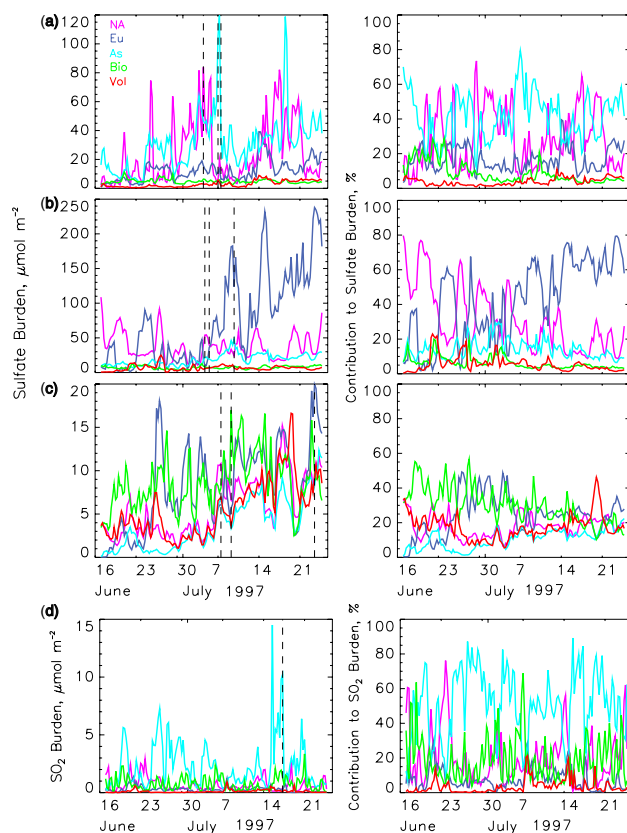 (a)
NA
Eu
As
Bio
Vol
120
100
80
60
40
20
0
100
80
60
40
20
0
(b)
250
200
150
100
50
0
100
80
60
40
20
0
(c)
20
15
10
5
0
100
80
60
40
20
0
Sulfate Burden, μmol m⁻²
Contribution to Sulfate Burden, %
16 23 30 7 14 21
June July 1997
16 23 30 7 14 21
June July 1997
(d)
15
10
5
0
100
80
60
40
20
0
SO₂ Burden, μmol m⁻²
Contribution to SO₂ Burden, %
16 23 30 7 14 21
June July 1997
16 23 30 7 14 21
June July 1997